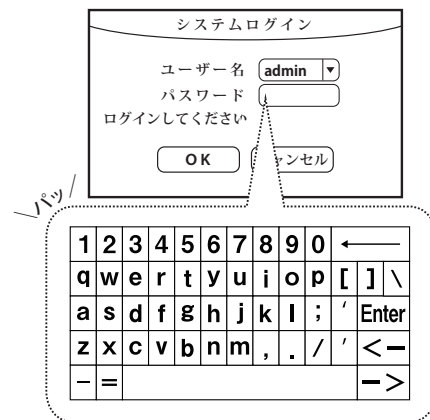 システムログイン
ユーザー名 admin ▼
パスワード
ログインしてください
OK キャンセル
パッ
1 2 3 4 5 6 7 8 9 0 ←
q w e r t y u i o p [ ] \
a s d f g h j k l ; ‘ Enter
z x c v b n m , . / ′ <−
− = −>